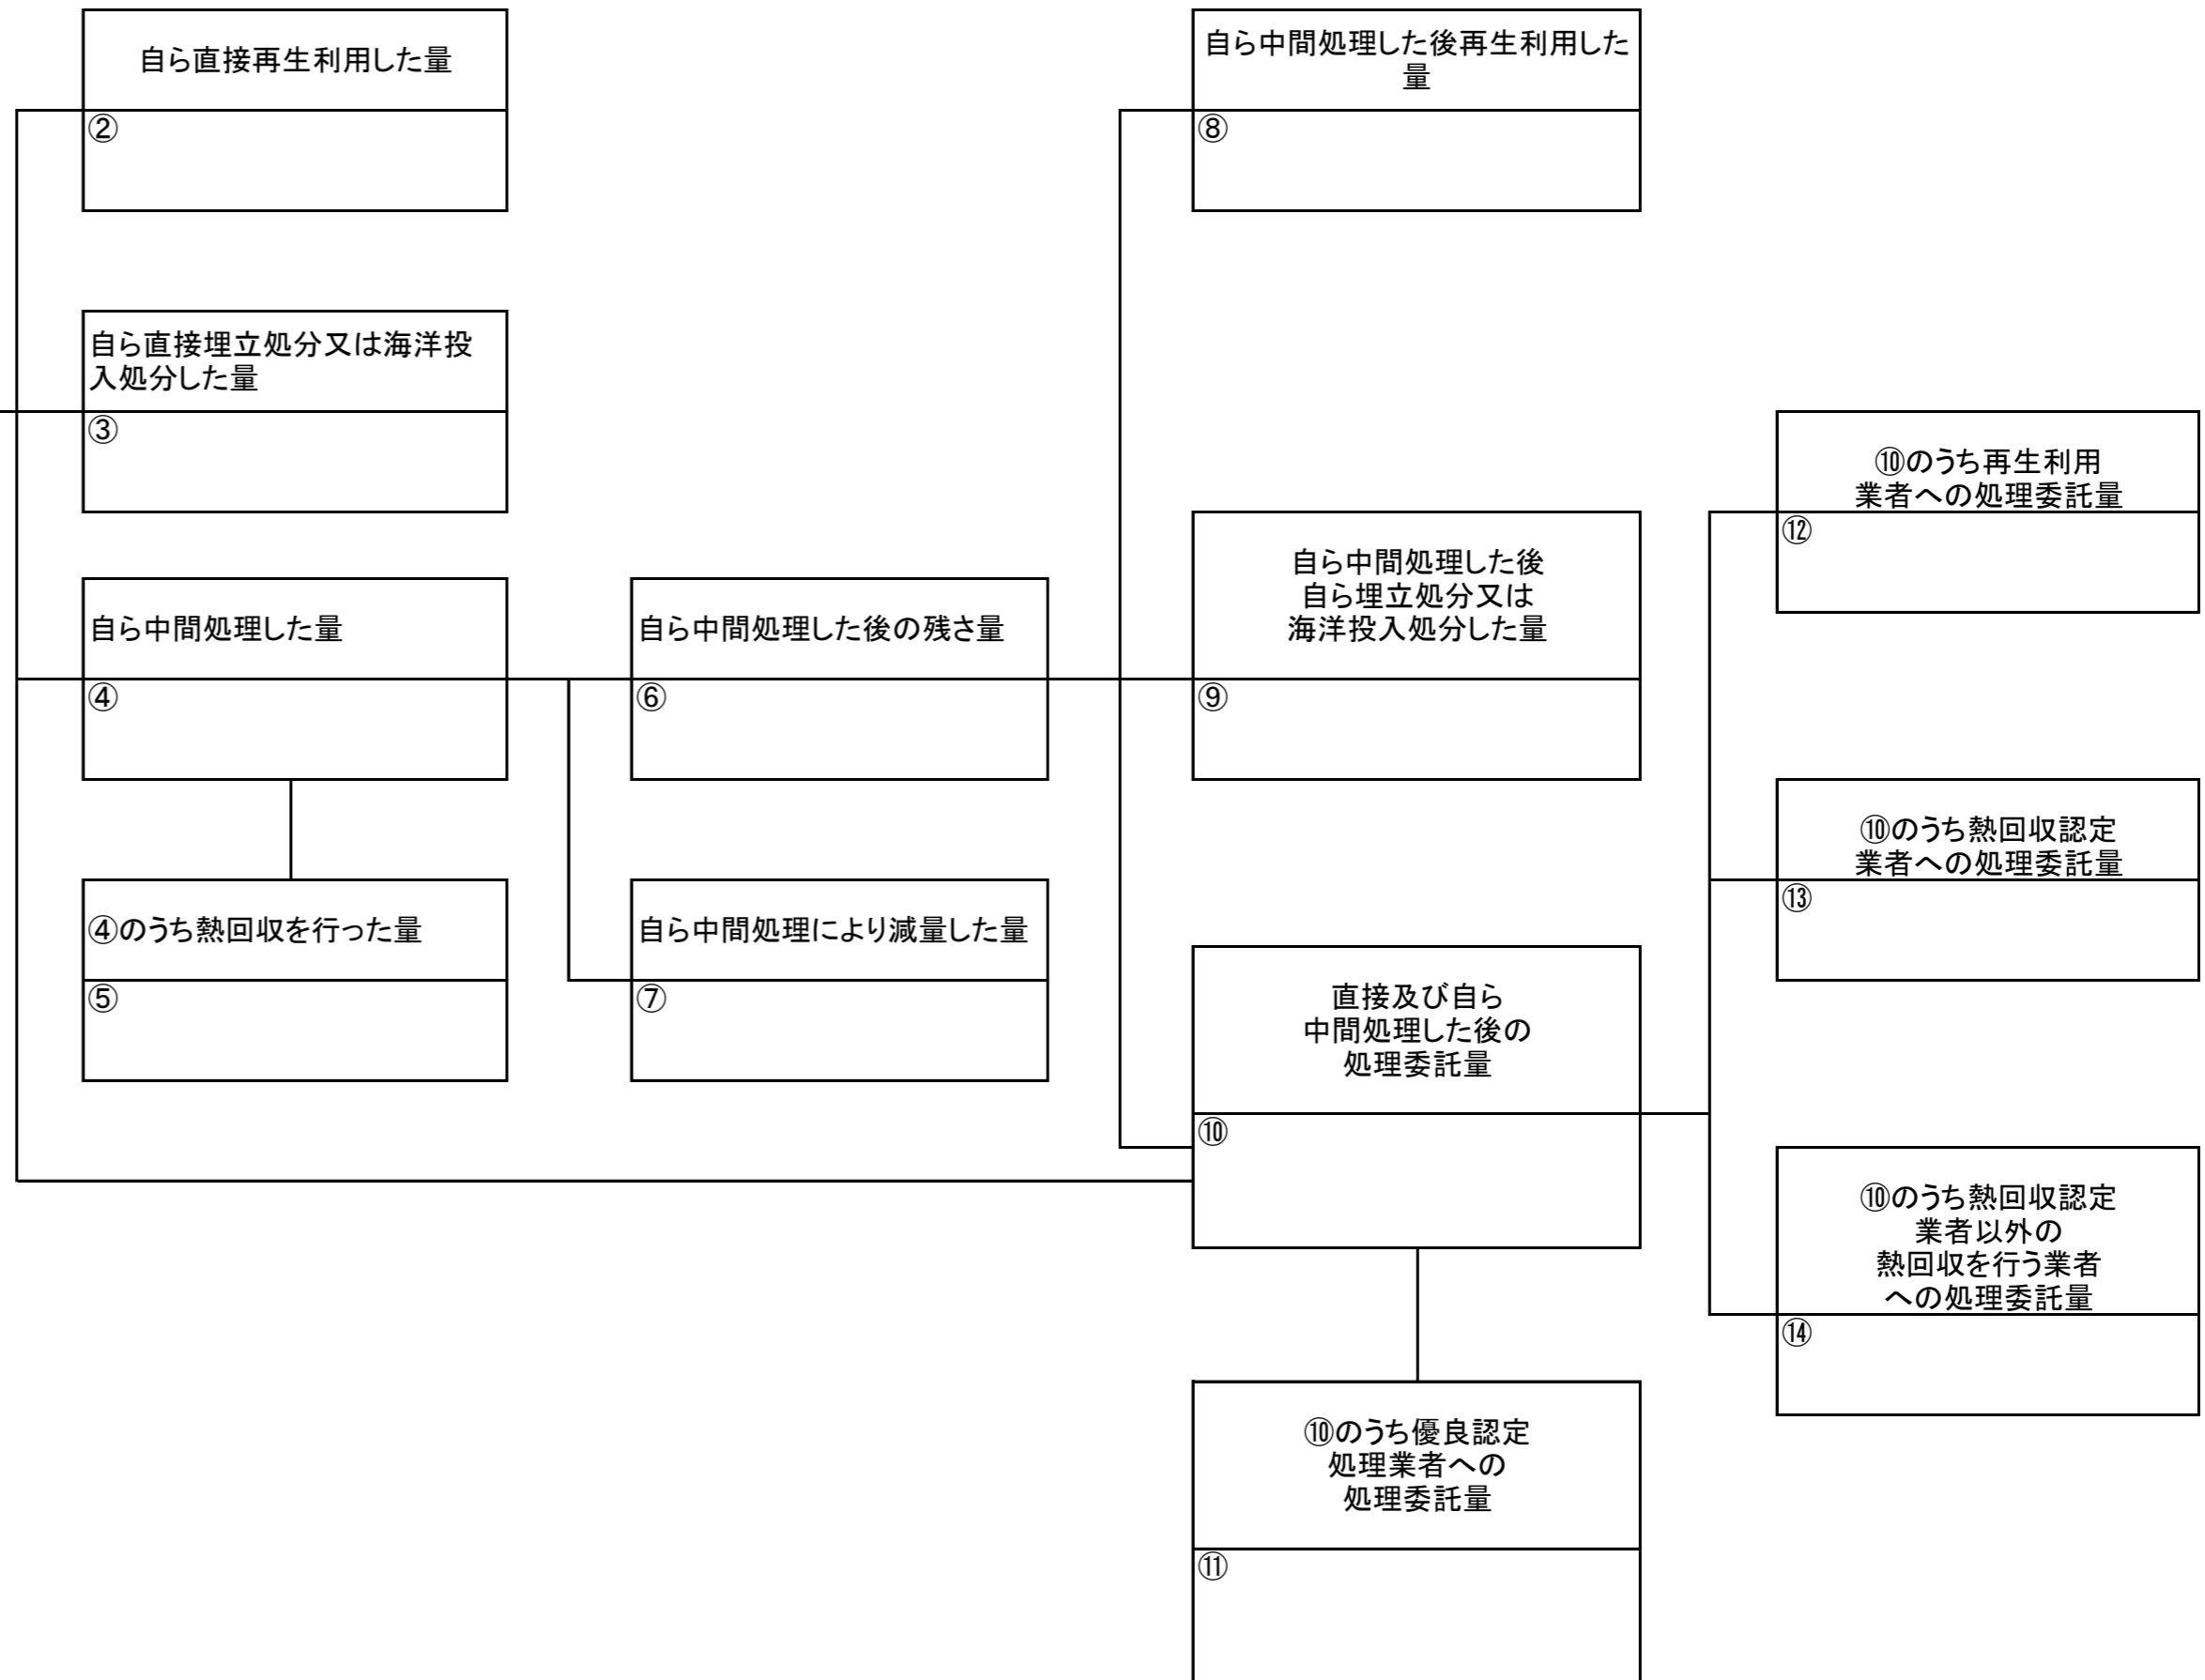 自ら直接再生利用した量
②
自ら直接埋立処分又は海洋投
入処分した量
③
自ら中間処理した量
④
④のうち熱回収を行った量
⑤
自ら中間処理した後の残さ量
⑥
自ら中間処理により減量した量
⑦
自ら中間処理した後再生利用した
量
⑧
自ら中間処理した後
自ら埋立処分又は
海洋投入処分した量
⑨
直接及び自ら
中間処理した後の
処理委託量
⑩
⑩のうち優良認定
処理業者への
処理委託量
⑪
⑩のうち再生利用
業者への処理委託量
⑫
⑩のうち熱回収認定
業者への処理委託量
⑬
⑩のうち熱回収認定
業者以外の
熱回収を行う業者
への処理委託量
⑭